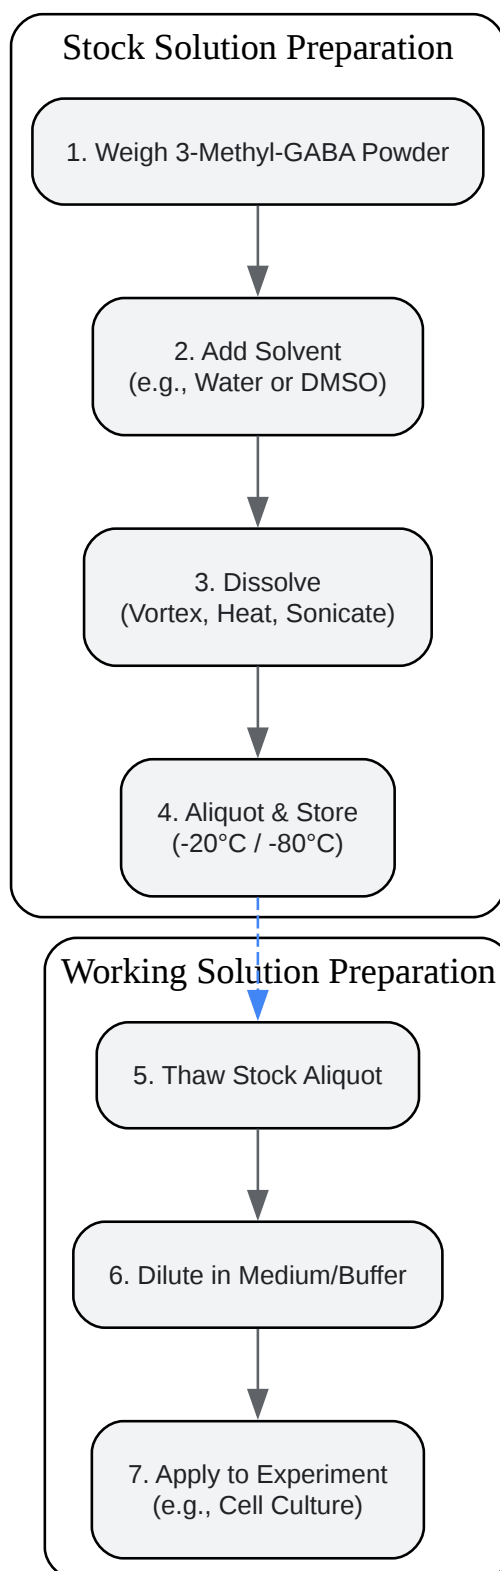 Stock Solution Preparation
1. Weigh 3-Methyl-GABA Powder
2. Add Solvent
(e.g., Water or DMSO)
3. Dissolve
(Vortex, Heat, Sonicate)
4. Aliquot & Store
(-20°C / -80°C)
Working Solution Preparation
5. Thaw Stock Aliquot
6. Dilute in Medium/Buffer
7. Apply to Experiment
(e.g., Cell Culture)